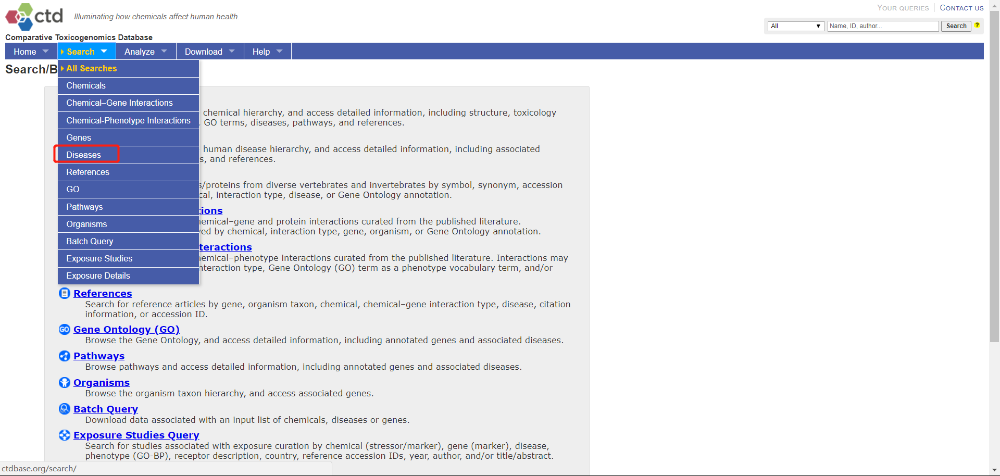 ctd
Illuminating how chemicals affect human health.
YOUR QUERIES
CONTACT US
All
Name, ID, author...
Search
?
Comparative Toxicogenomics Database
Home
Search
Analyze
Download
Help
Search/B
All Searches
Chemicals
Chemical–Gene Interactions
Chemical-Phenotype Interactions
Genes
Diseases
References
GO
Pathways
Organisms
Batch Query
Exposure Studies
Exposure Details
chemical hierarchy, and access detailed information, including structure, toxicology
GO terms, diseases, pathways, and references.
human disease hierarchy, and access detailed information, including associated
s, and references.
s/proteins from diverse vertebrates and invertebrates by symbol, synonym, accession
cal, interaction type, disease, or Gene Ontology annotation.
tions
hemical–gene and protein interactions curated from the published literature.
ved by chemical, interaction type, gene, organism, or Gene Ontology annotation.
teractions
hemical–phenotype interactions curated from the published literature. Interactions may
nteraction type, Gene Ontology (GO) term as a phenotype vocabulary term, and/or
References
Search for reference articles by gene, organism taxon, chemical, chemical–gene interaction type, disease, citation
information, or accession ID.
GO Gene Ontology (GO)
Browse the Gene Ontology, and access detailed information, including annotated genes and associated diseases.
Pathways
Browse pathways and access detailed information, including annotated genes and associated diseases.
Organisms
Browse the organism taxon hierarchy, and access associated genes.
Batch Query
Download data associated with an input list of chemicals, diseases or genes.
Exposure Studies Query
Search for studies associated with exposure curation by chemical (stressor/marker), gene (marker), disease,
phenotype (GO-BP), receptor description, country, reference accession IDs, year, author, and/or title/abstract.
ctdbase.org/search/